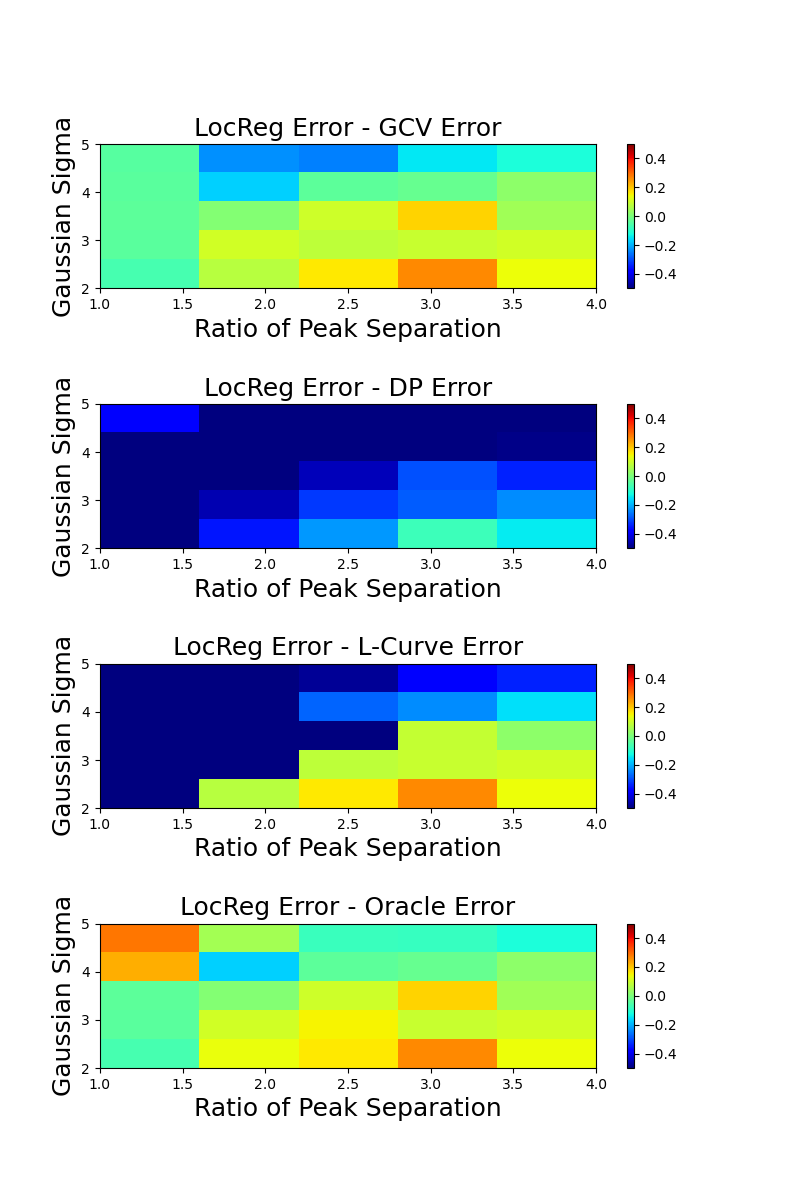 LocReg Error - GCV Error
Gaussian Sigma
5
4
3
2
1.0 1.5 2.0 2.5 3.0 3.5 4.0
Ratio of Peak Separation
0.4
0.2
0.0
−0.2
−0.4
LocReg Error - DP Error
Gaussian Sigma
5
4
3
2
1.0 1.5 2.0 2.5 3.0 3.5 4.0
Ratio of Peak Separation
0.4
0.2
0.0
−0.2
−0.4
LocReg Error - L-Curve Error
Gaussian Sigma
5
4
3
2
1.0 1.5 2.0 2.5 3.0 3.5 4.0
Ratio of Peak Separation
0.4
0.2
0.0
−0.2
−0.4
LocReg Error - Oracle Error
Gaussian Sigma
5
4
3
2
1.0 1.5 2.0 2.5 3.0 3.5 4.0
Ratio of Peak Separation
0.4
0.2
0.0
−0.2
−0.4